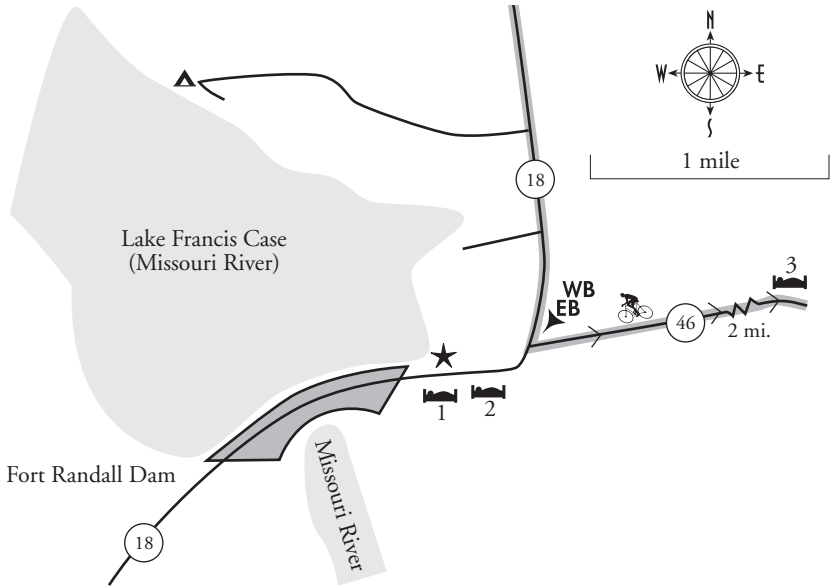 N
W E
S
1 mile
18
Lake Francis Case
(Missouri River)
3
WB
EB
46
2 mi.
1 2
Fort Randall Dam
Missouri River
18